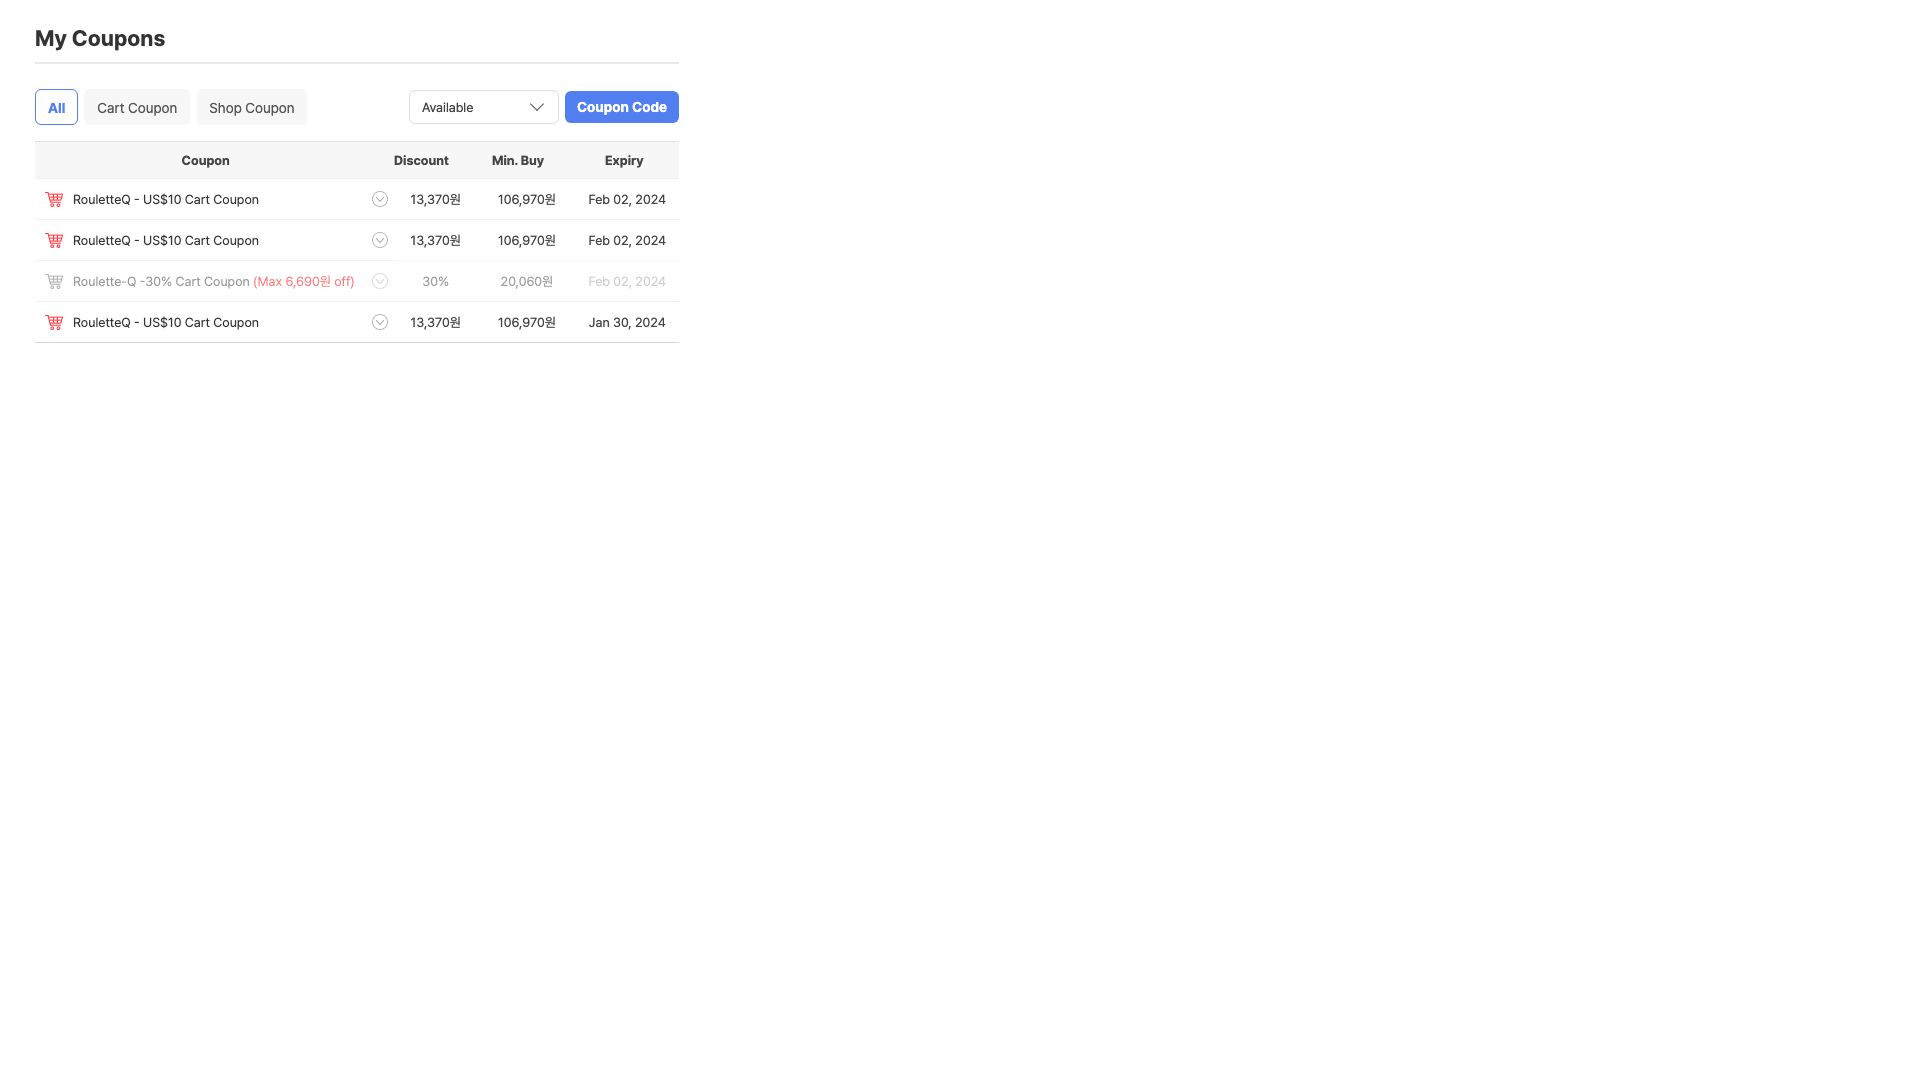 My Coupons
All Cart Coupon Shop Coupon Available Coupon Code
Coupon Discount Min. Buy Expiry
RouletteQ - US$10 Cart Coupon 13,370원 106,970원 Feb 02, 2024
RouletteQ - US$10 Cart Coupon 13,370원 106,970원 Feb 02, 2024
Roulette-Q -30% Cart Coupon (Max 6,690원 off) 30% 20,060원 Feb 02, 2024
RouletteQ - US$10 Cart Coupon 13,370원 106,970원 Jan 30, 2024